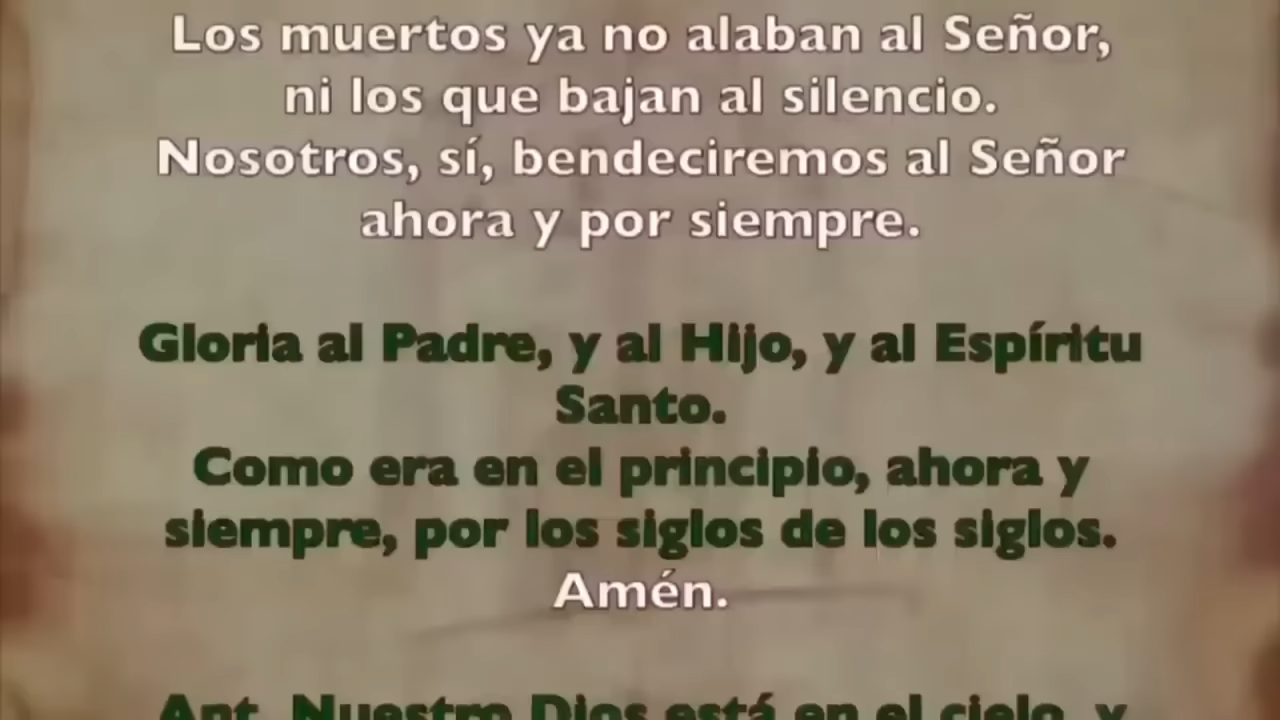 Los muertos ya no alaban al Señor,
ni los que bajan al silencio.
Nosotros, sí, bendeciremos al Señor
ahora y por siempre.
Gloria al Padre, y al Hijo, y al Espíritu
Santo.
Como era en el principio, ahora y
siempre, por los siglos de los siglos.
Amén.
Ant. Nuestro Dios está en el cielo, y